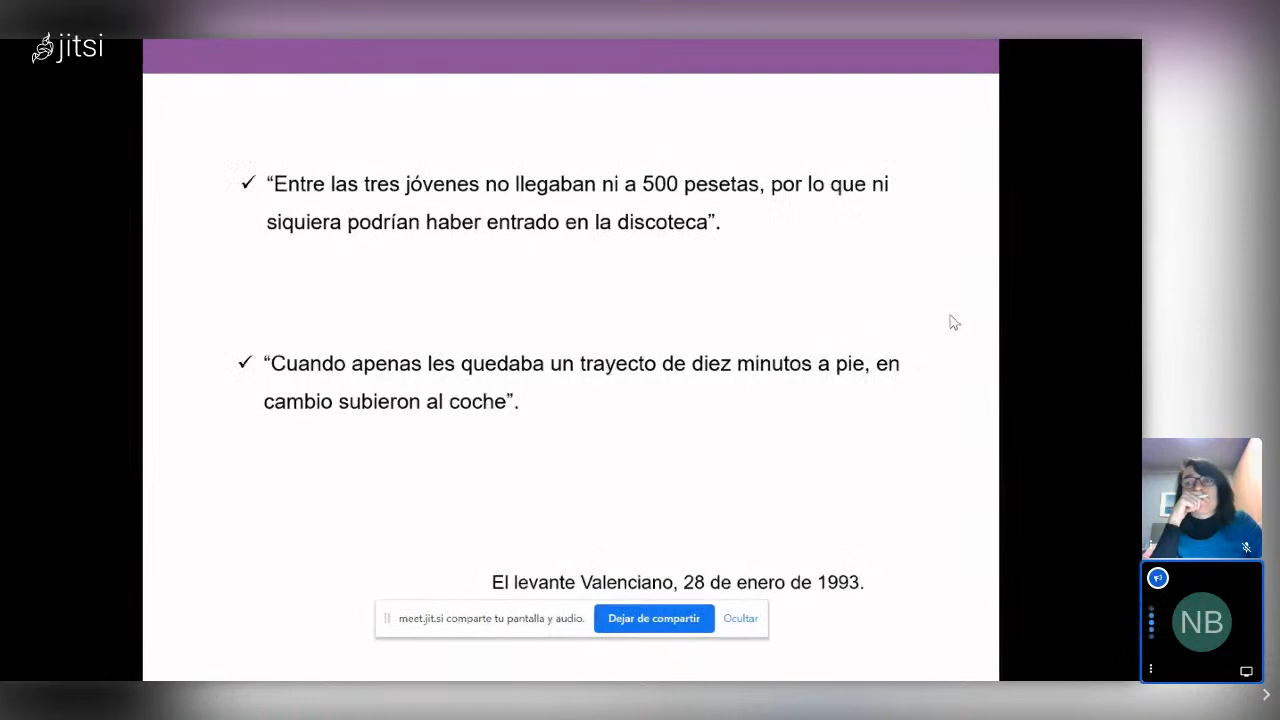 jitsi
“Entre las tres jóvenes no llegaban ni a 500 pesetas, por lo que ni
siquiera podrían haber entrado en la discoteca”.
“Cuando apenas les quedaba un trayecto de diez minutos a pie, en
cambio subieron al coche”.
El levante Valenciano, 28 de enero de 1993.
meet.jit.si comparte tu pantalla y audio. Dejar de compartir Ocultar
NB